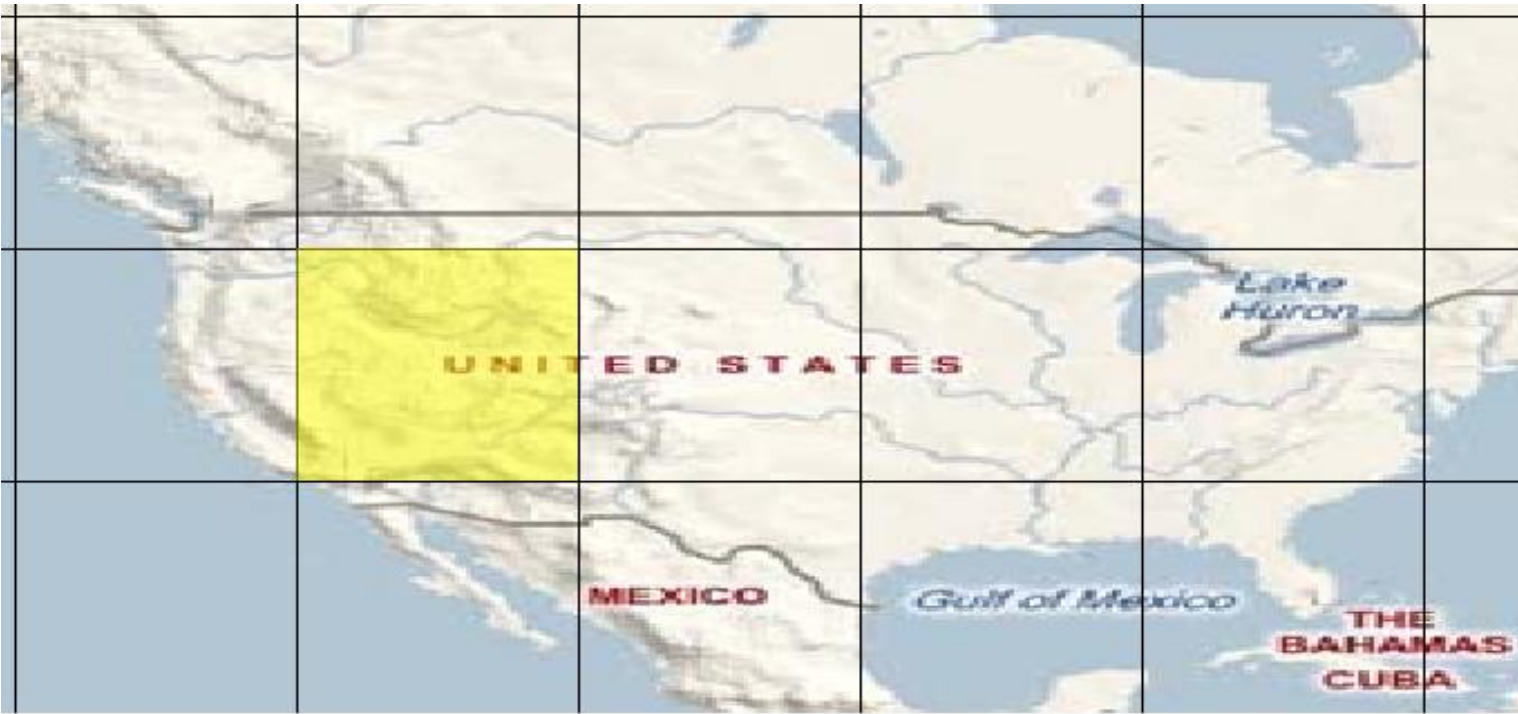 Lake
Huron
UNITED STATES
MEXICO
Gulf of Mexico
THE
BAHAMAS
CUBA